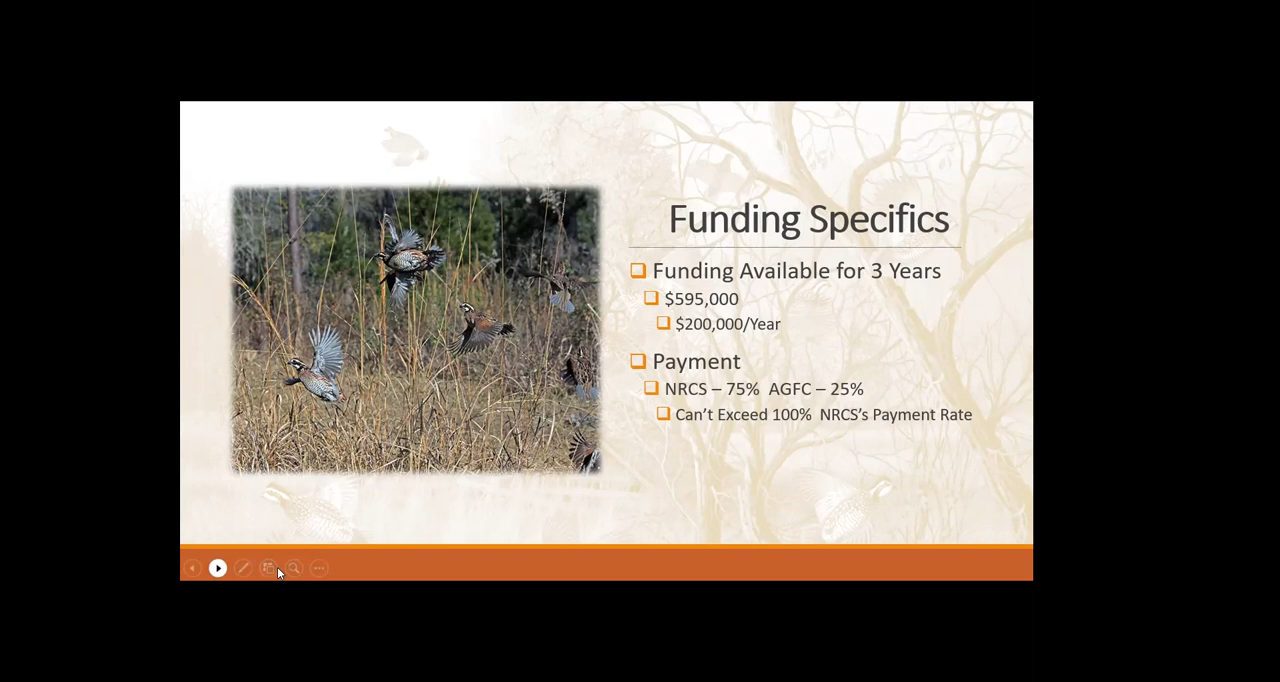 Funding Specifics
Funding Available for 3 Years
$595,000
$200,000/Year
Payment
NRCS – 75%  AGFC – 25%
Can’t Exceed 100%  NRCS’s Payment Rate